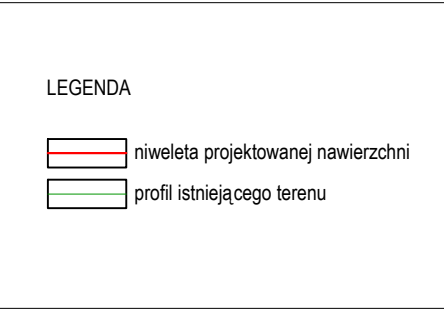 LEGENDA
niweleta projektowanej nawierzchni
profil istniejącego terenu